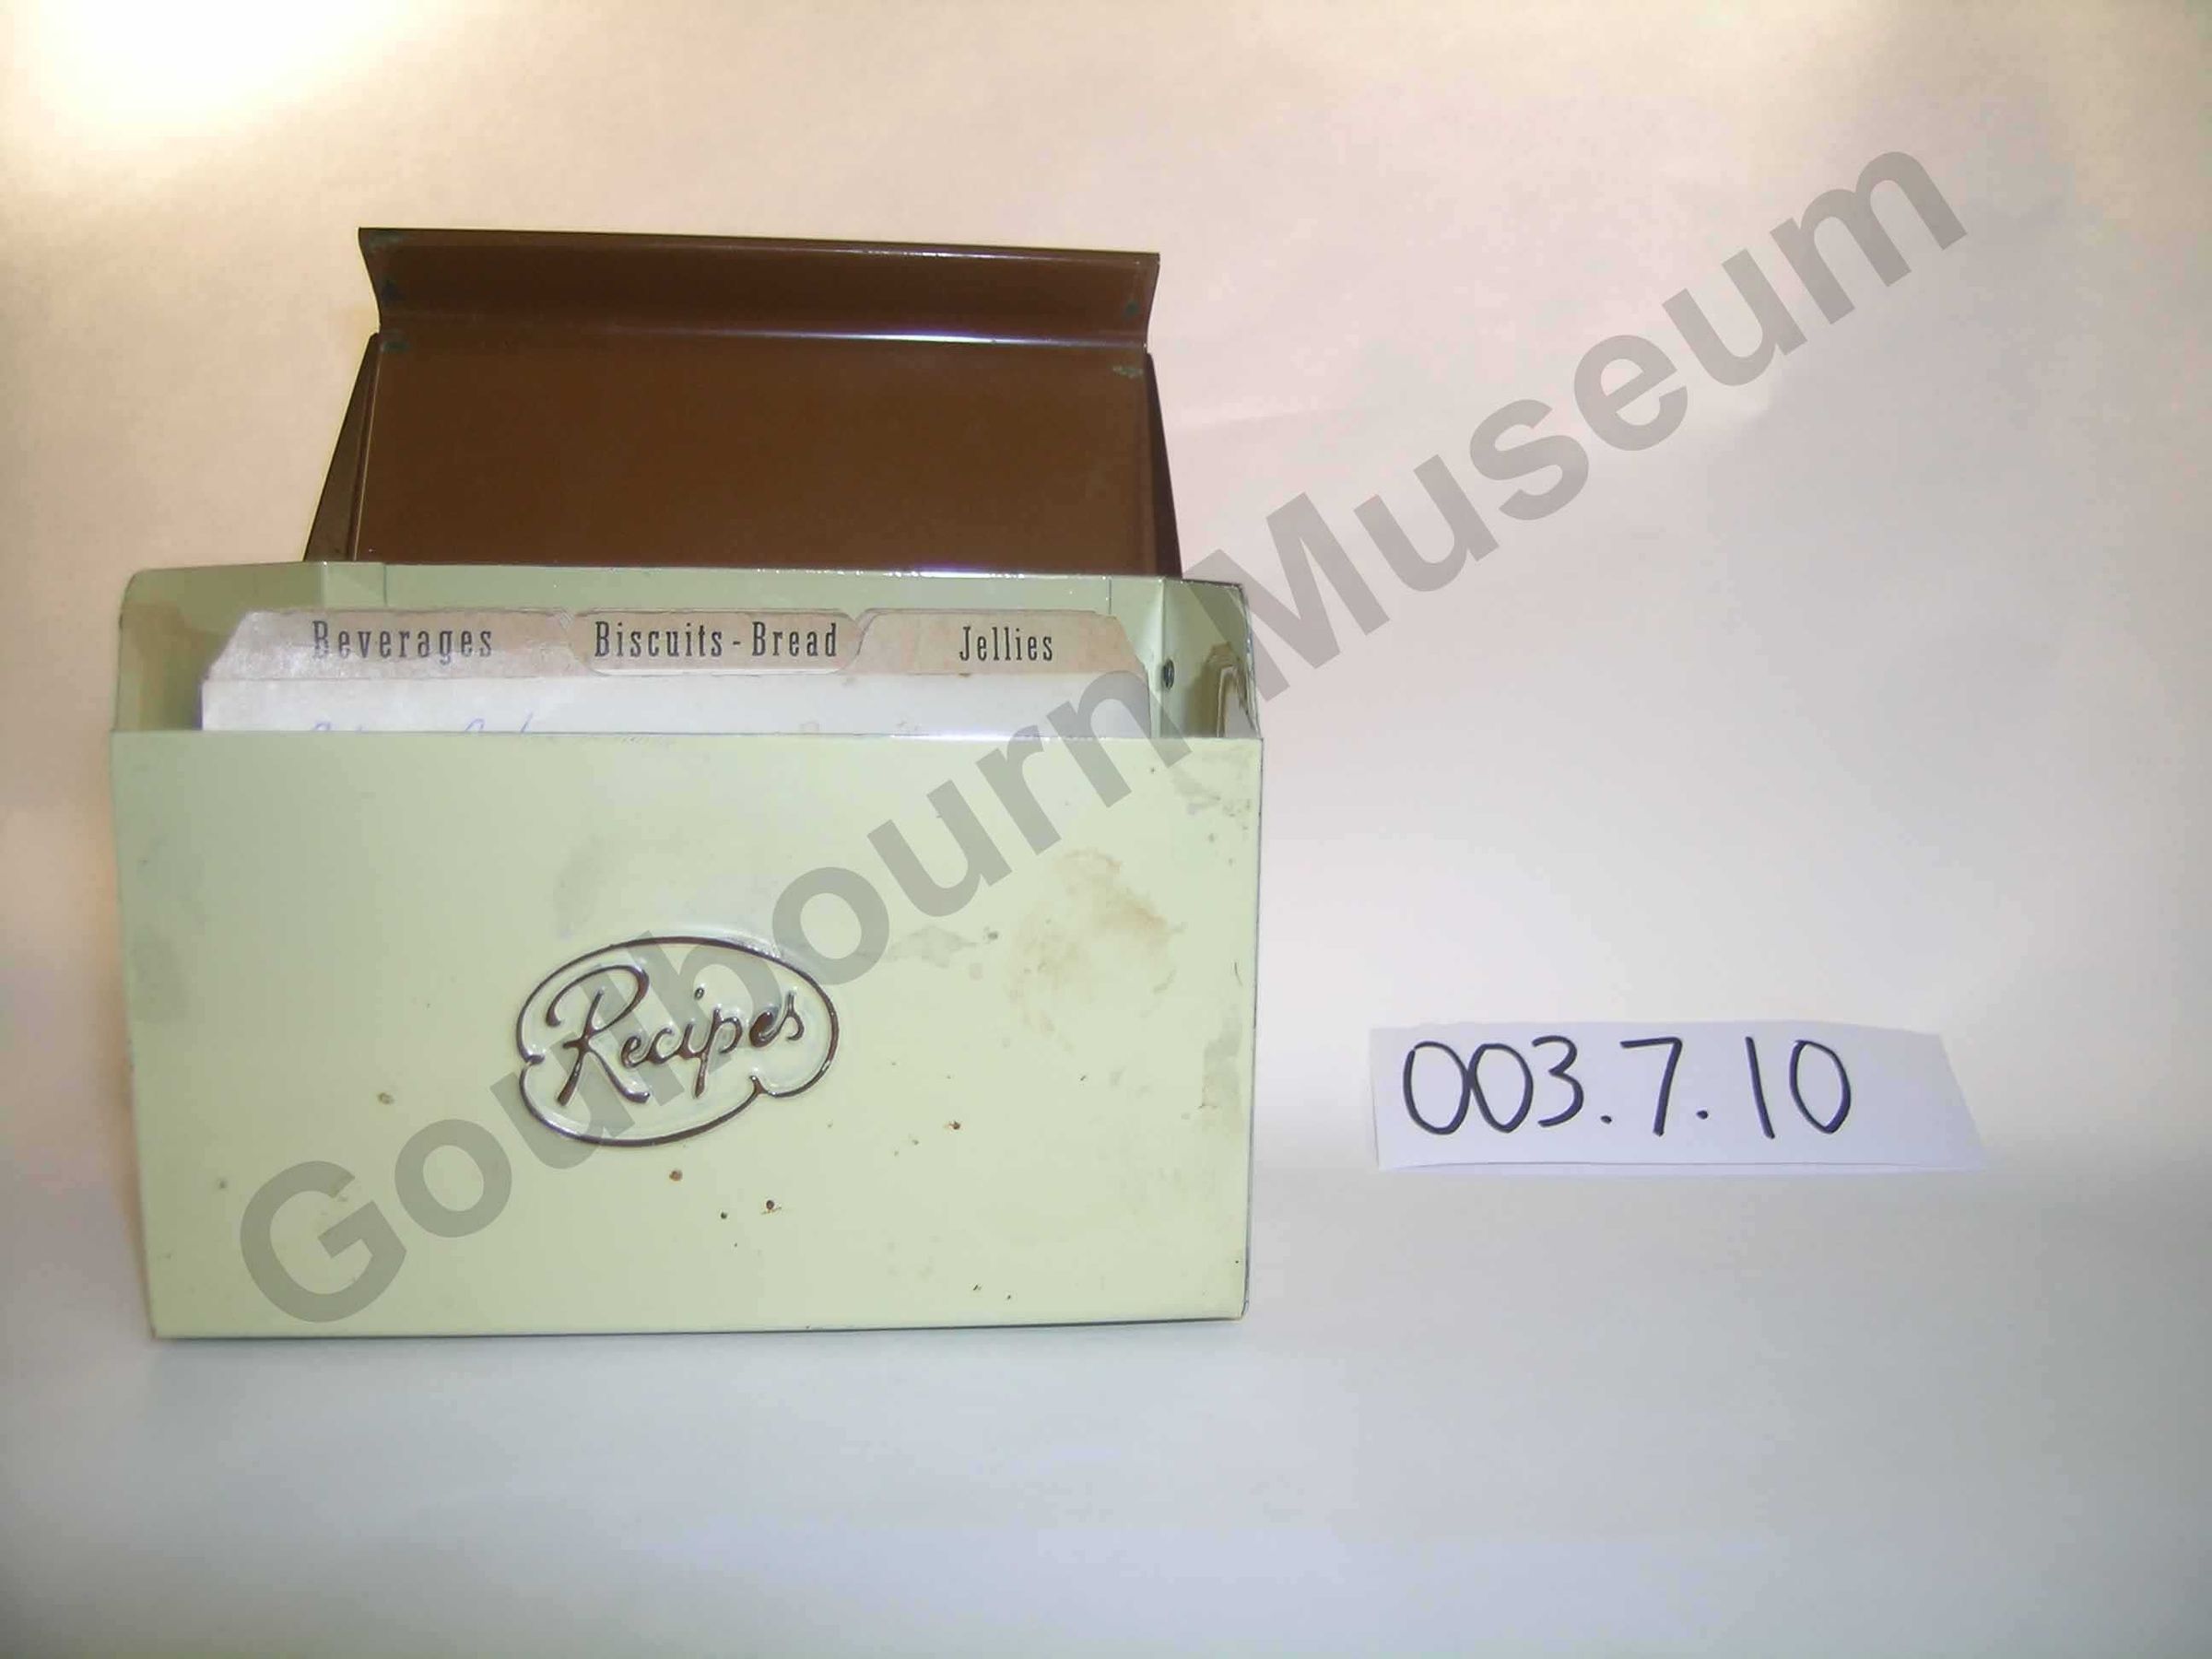 Beverages
Biscuits - Bread
Jellies
Recipes
003.7.10
Goulbourn Museum